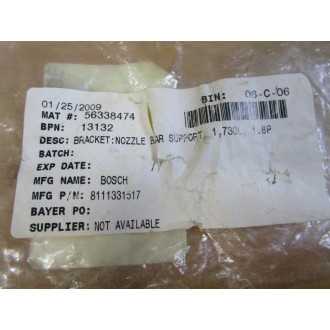 01/25/2009
BIN: 08-C-06
MAT #: 56338474
BPN: 13132
DESC: BRACKET:NOZZLE BAR SUPPORT, 1,730L, 1.8P
BATCH:
EXP DATE:
MFG NAME: BOSCH
MFG P/N: 8111331517
BAYER PO:
SUPPLIER: NOT AVAILABLE